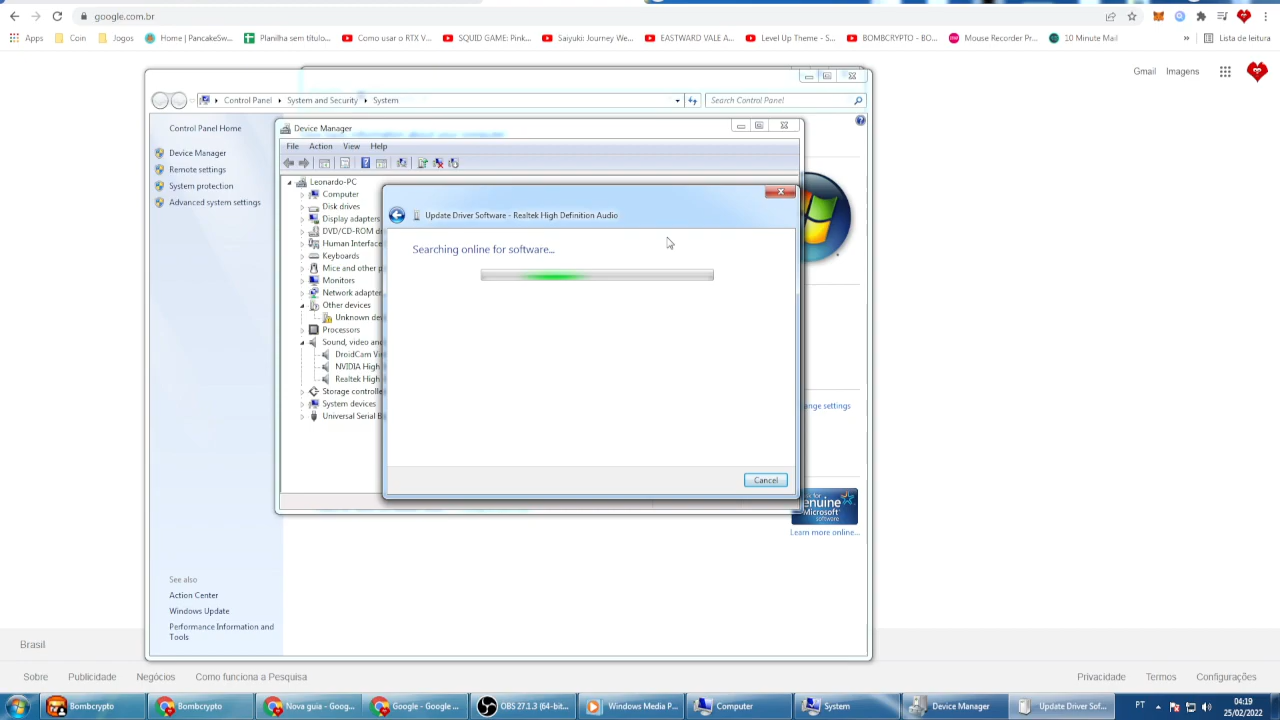 google.com.br
Apps
Coin
Jogos
Home | PancakeSw...
Planilha sem título...
Como usar o RTX V...
SQUID GAME: Pink...
Saiyuki: Journey We...
EASTWARD VALE A...
Level Up Theme - S...
BOMBCRYPTO - BO...
Mouse Recorder Pr...
10 Minute Mail
»
Lista de leitura
Gmail
Imagens
Control Panel
System and Security
System
Search Control Panel
Control Panel Home
Device Manager
Remote settings
System protection
Advanced system settings
Device Manager
File
Action
View
Help
Leonardo-PC
Computer
Disk drives
Display adapters
DVD/CD-ROM d
Human Interface
Keyboards
Mice and other p
Monitors
Network adapter
Other devices
Unknown de
Processors
Sound, video an
DroidCam Vi
NVIDIA High
Realtek High
Storage controlle
System devices
Universal Serial B
Update Driver Software - Realtek High Definition Audio
Searching online for software...
Cancel
ange settings
ask for
genuine
Microsoft
software
Learn more online...
See also
Action Center
Windows Update
Performance Information and
Tools
Brasil
Sobre
Publicidade
Negócios
Como funciona a Pesquisa
Privacidade
Termos
Configurações
Bombcrypto
Bombcrypto
Nova guia - Goog...
Google - Google ...
OBS 27.1.3 (64-bit...
Windows Media P...
Computer
System
Device Manager
Update Driver Sof...
PT
04:19
25/02/2022